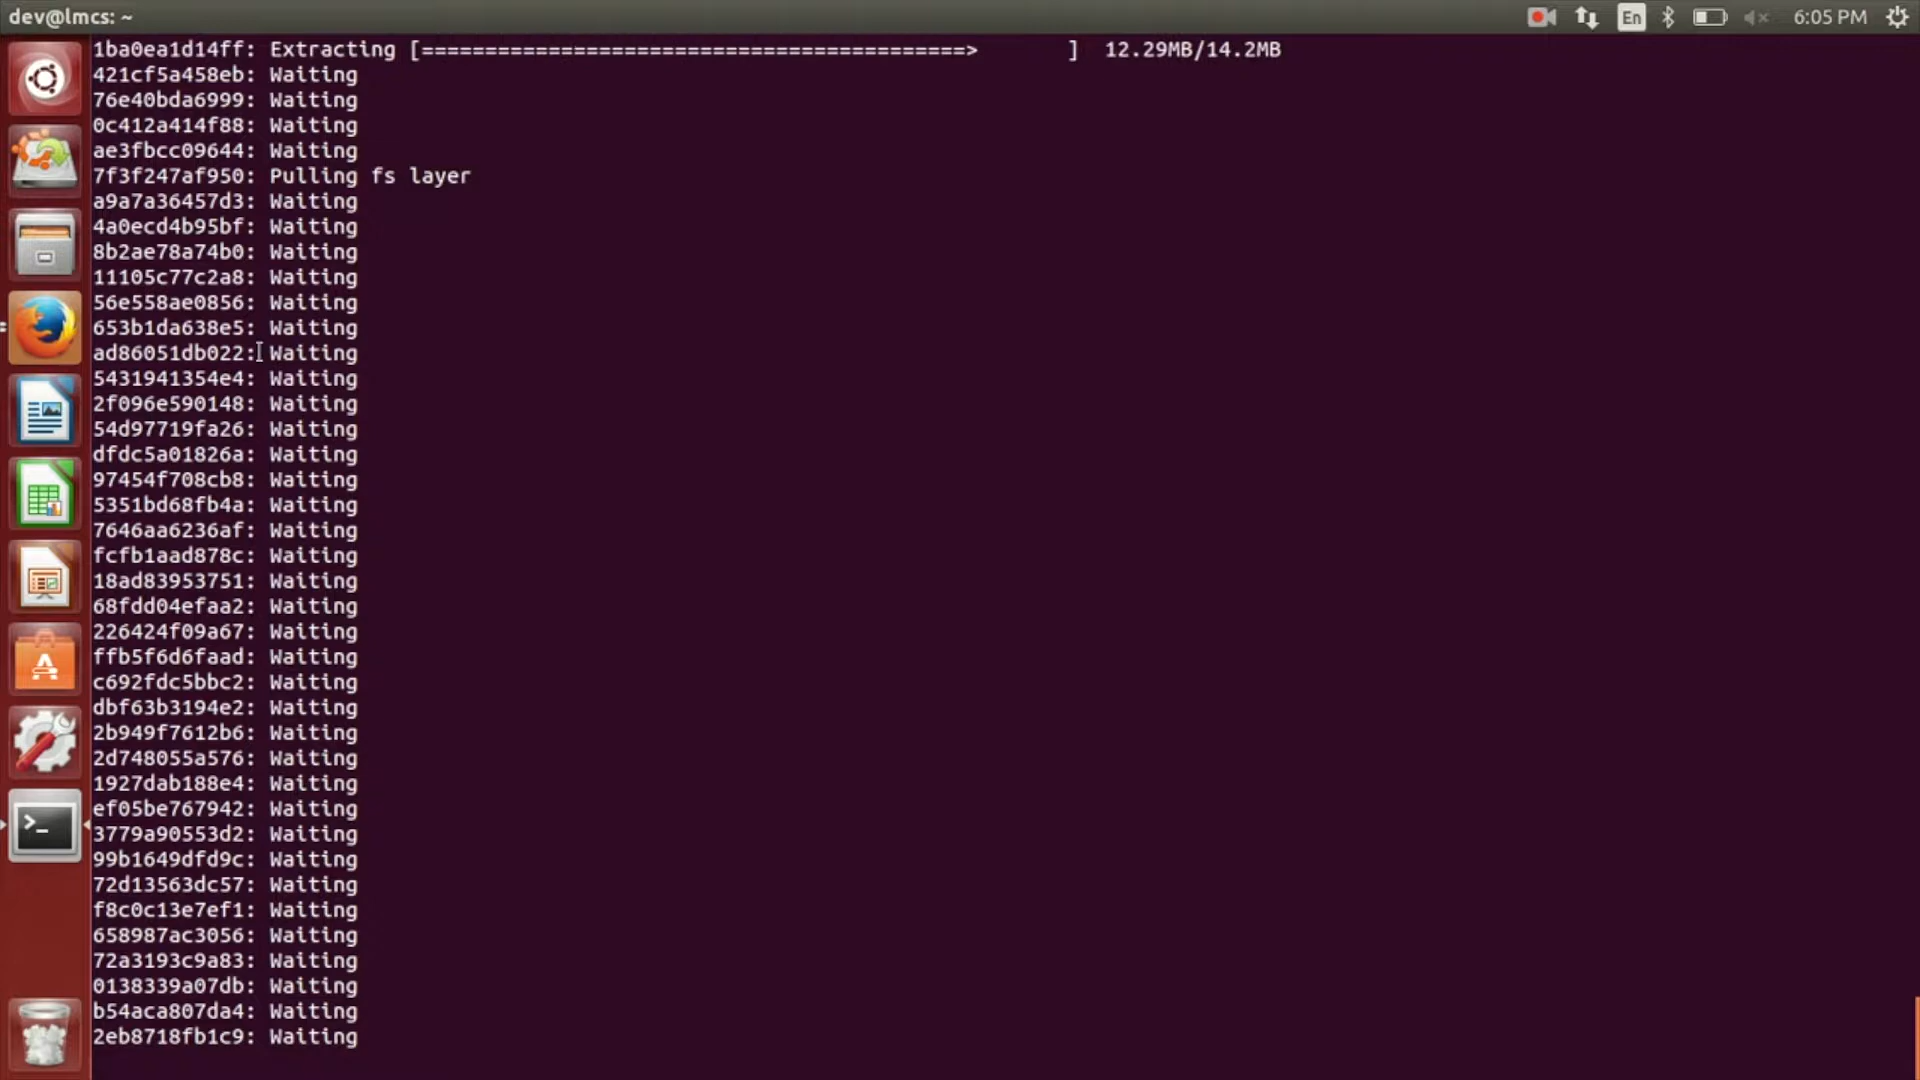 dev@lmcs: ~
En
6:05 PM
1ba0ea1d14ff: Extracting [===========================================>       ]  12.29MB/14.2MB
421cf5a458eb: Waiting
76e40bda6999: Waiting
0c412a414f88: Waiting
ae3fbcc09644: Waiting
7f3f247af950: Pulling fs layer
a9a7a36457d3: Waiting
4a0ecd4b95bf: Waiting
8b2ae78a74b0: Waiting
11105c77c2a8: Waiting
56e558ae0856: Waiting
653b1da638e5: Waiting
ad86051db022: Waiting
5431941354e4: Waiting
2f096e590148: Waiting
54d97719fa26: Waiting
dfdc5a01826a: Waiting
97454f708cb8: Waiting
5351bd68fb4a: Waiting
7646aa6236af: Waiting
fcfb1aad878c: Waiting
18ad83953751: Waiting
68fdd04efaa2: Waiting
226424f09a67: Waiting
ffb5f6d6faad: Waiting
c692fdc5bbc2: Waiting
dbf63b3194e2: Waiting
2b949f7612b6: Waiting
2d748055a576: Waiting
1927dab188e4: Waiting
ef05be767942: Waiting
3779a90553d2: Waiting
99b1649dfd9c: Waiting
72d13563dc57: Waiting
f8c0c13e7ef1: Waiting
658987ac3056: Waiting
72a3193c9a83: Waiting
0138339a07db: Waiting
b54aca807da4: Waiting
2eb8718fb1c9: Waiting